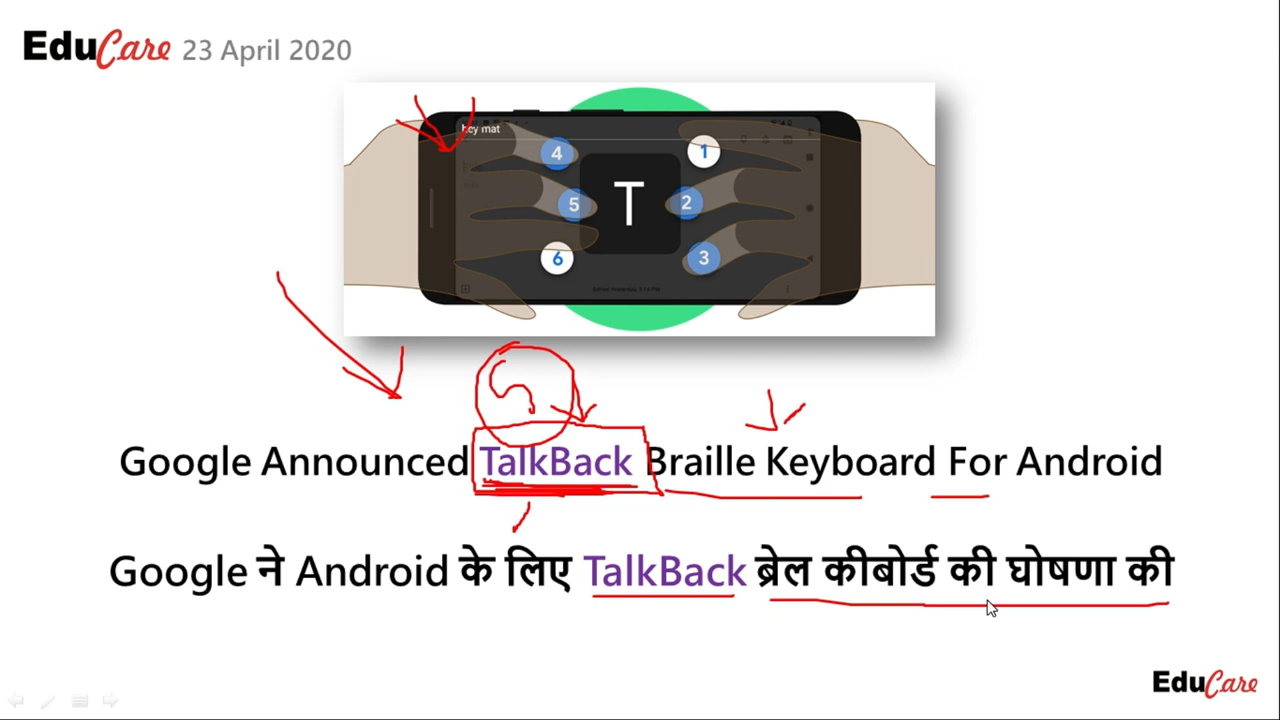 EduCare 23 April 2020
hey mat
4
1
5
T
2
6
3
Google Announced TalkBack Braille Keyboard For Android
Google ने Android के लिए TalkBack ब्रेल कीबोर्ड की घोषणा की
EduCare